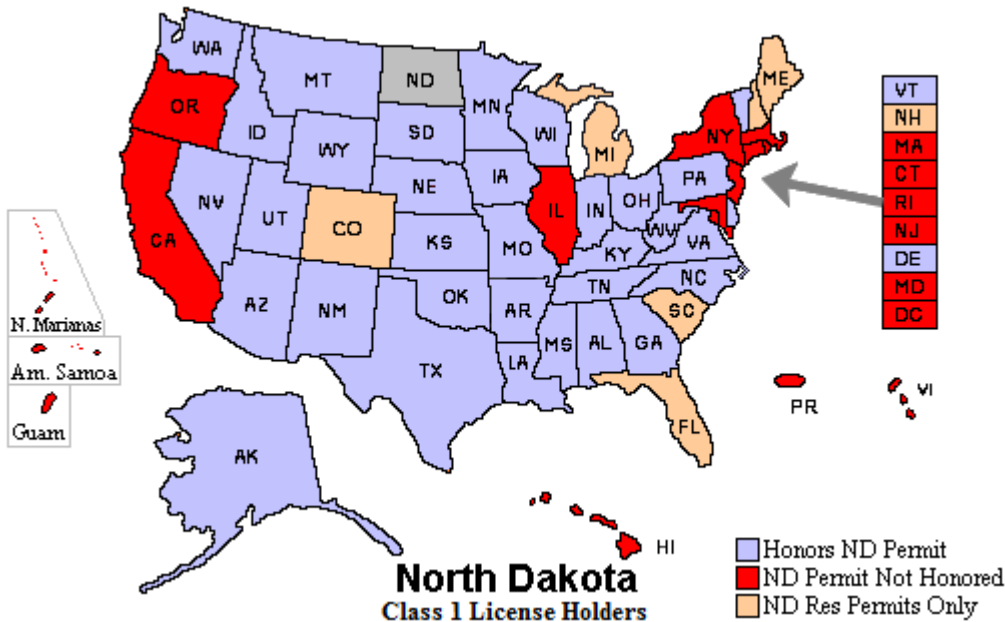 WA
MT
ND
MN
ME
OR
ID
SD
WI
MI
NY
WY
NE
IA
PA
NV
UT
CO
KS
MO
IL
IN
OH
WV
VA
KY
CA
AZ
NM
OK
AR
TN
NC
SC
TX
LA
MS
AL
GA
FL
AK
HI
VT
NH
MA
CT
RI
NJ
DE
MD
DC
N. Marianas
Am. Samoa
Guam
PR
VI
North Dakota
Class 1 License Holders
Honors ND Permit
ND Permit Not Honored
ND Res Permits Only